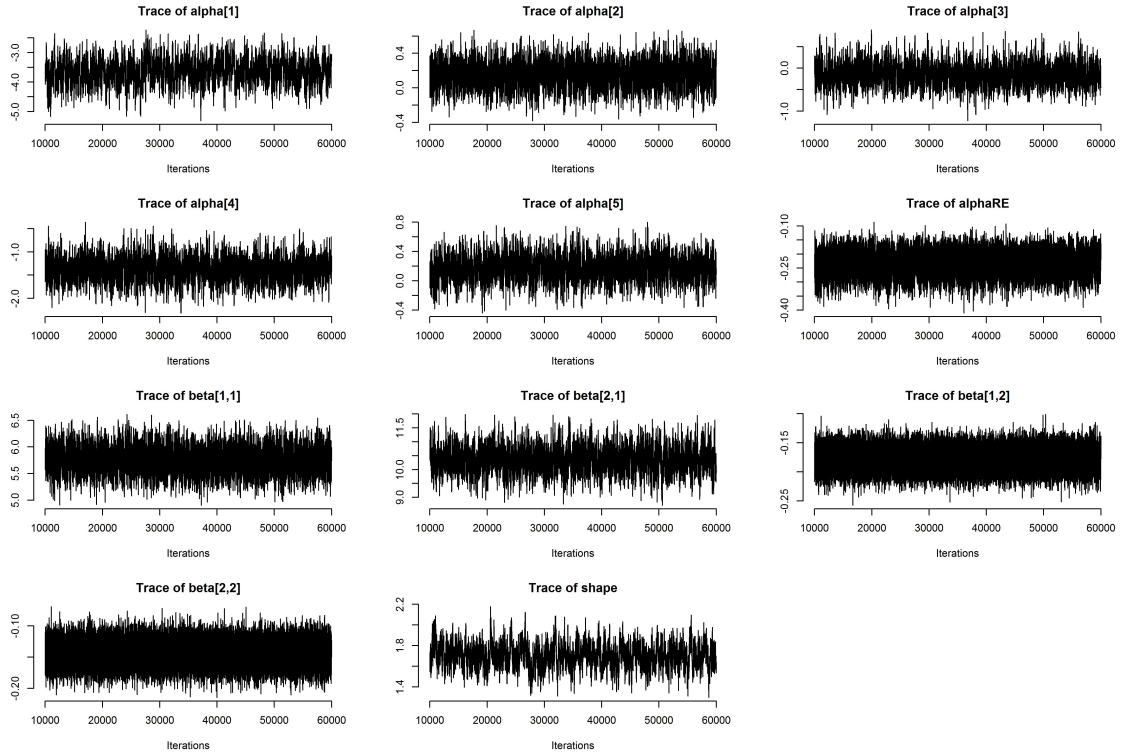 Trace of alpha[1]
-3.0
-4.0
-5.0
10000 20000 30000 40000 50000 60000
Iterations
Trace of alpha[2]
0.4
0.0
-0.4
10000 20000 30000 40000 50000 60000
Iterations
Trace of alpha[3]
0.0
-1.0
10000 20000 30000 40000 50000 60000
Iterations
Trace of alpha[4]
-1.0
-2.0
10000 20000 30000 40000 50000 60000
Iterations
Trace of alpha[5]
0.8
0.4
0.0
-0.4
10000 20000 30000 40000 50000 60000
Iterations
Trace of alphaRE
-0.10
-0.25
-0.40
10000 20000 30000 40000 50000 60000
Iterations
Trace of beta[1,1]
6.5
6.0
5.5
5.0
10000 20000 30000 40000 50000 60000
Iterations
Trace of beta[2,1]
11.5
10.0
9.0
10000 20000 30000 40000 50000 60000
Iterations
Trace of beta[1,2]
-0.15
-0.25
10000 20000 30000 40000 50000 60000
Iterations
Trace of beta[2,2]
-0.10
-0.20
10000 20000 30000 40000 50000 60000
Iterations
Trace of shape
2.2
1.8
1.4
10000 20000 30000 40000 50000 60000
Iterations